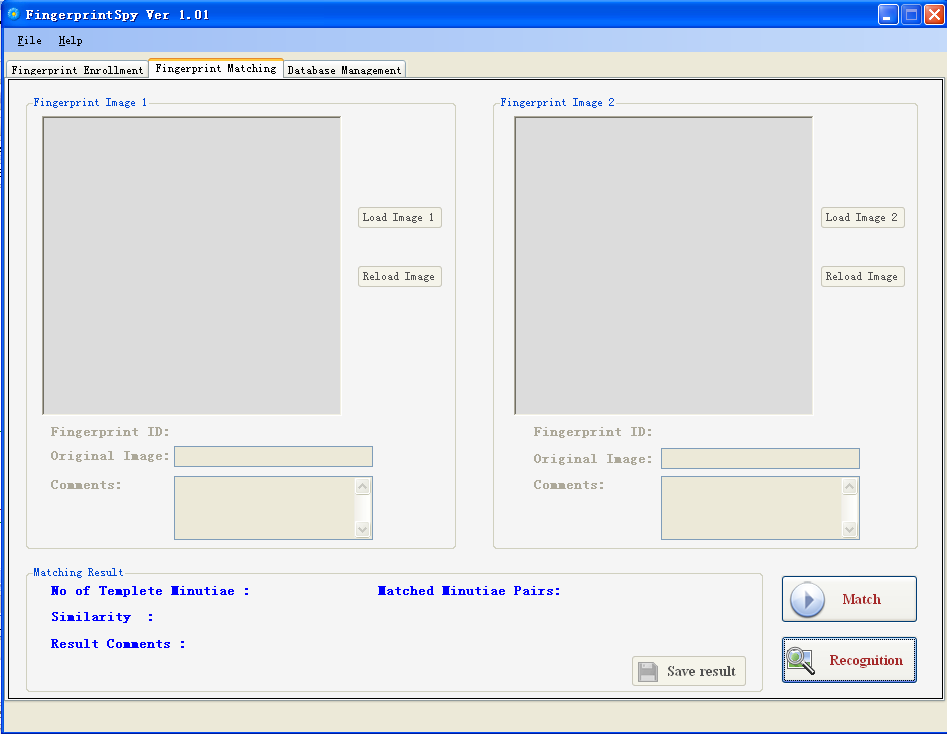 FingerprintSpy Ver 1.01
File Help
Fingerprint Enrollment Fingerprint Matching Database Management
Fingerprint Image 1
Load Image 1
Reload Image
Fingerprint ID:
Original Image:
Comments:
Fingerprint Image 2
Load Image 2
Reload Image
Fingerprint ID:
Original Image:
Comments:
Matching Result
No of Templete Minutiae : Matched Minutiae Pairs:
Similarity :
Result Comments :
Save result
Match
Recognition